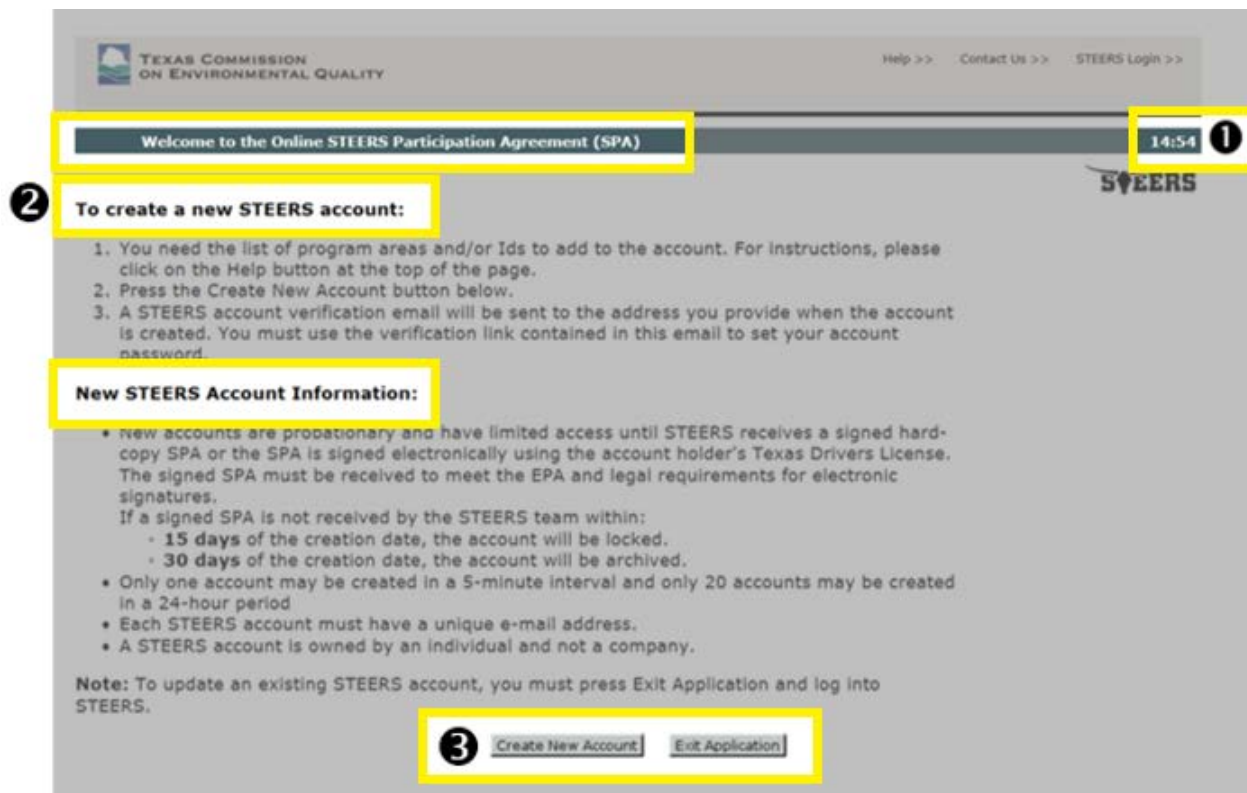 TEXAS COMMISSION
ON ENVIRONMENTAL QUALITY
Help >> Contact Us >> STEERS Login >>
Welcome to the Online STEERS Participation Agreement (SPA) 14:54 ❶
STEERS
❷ To create a new STEERS account:
1. You need the list of program areas and/or Ids to add to the account. For instructions, please
click on the Help button at the top of the page.
2. Press the Create New Account button below.
3. A STEERS account verification email will be sent to the address you provide when the account
is created. You must use the verification link contained in this email to set your account
password.
New STEERS Account Information:
• New accounts are probationary and have limited access until STEERS receives a signed hard-
copy SPA or the SPA is signed electronically using the account holder's Texas Drivers License.
The signed SPA must be received to meet the EPA and legal requirements for electronic
signatures.
If a signed SPA is not received by the STEERS team within:
◦ 15 days of the creation date, the account will be locked.
◦ 30 days of the creation date, the account will be archived.
• Only one account may be created in a 5-minute interval and only 20 accounts may be created
in a 24-hour period
• Each STEERS account must have a unique e-mail address.
• A STEERS account is owned by an individual and not a company.
Note: To update an existing STEERS account, you must press Exit Application and log into
STEERS.
❸ Create New Account Exit Application